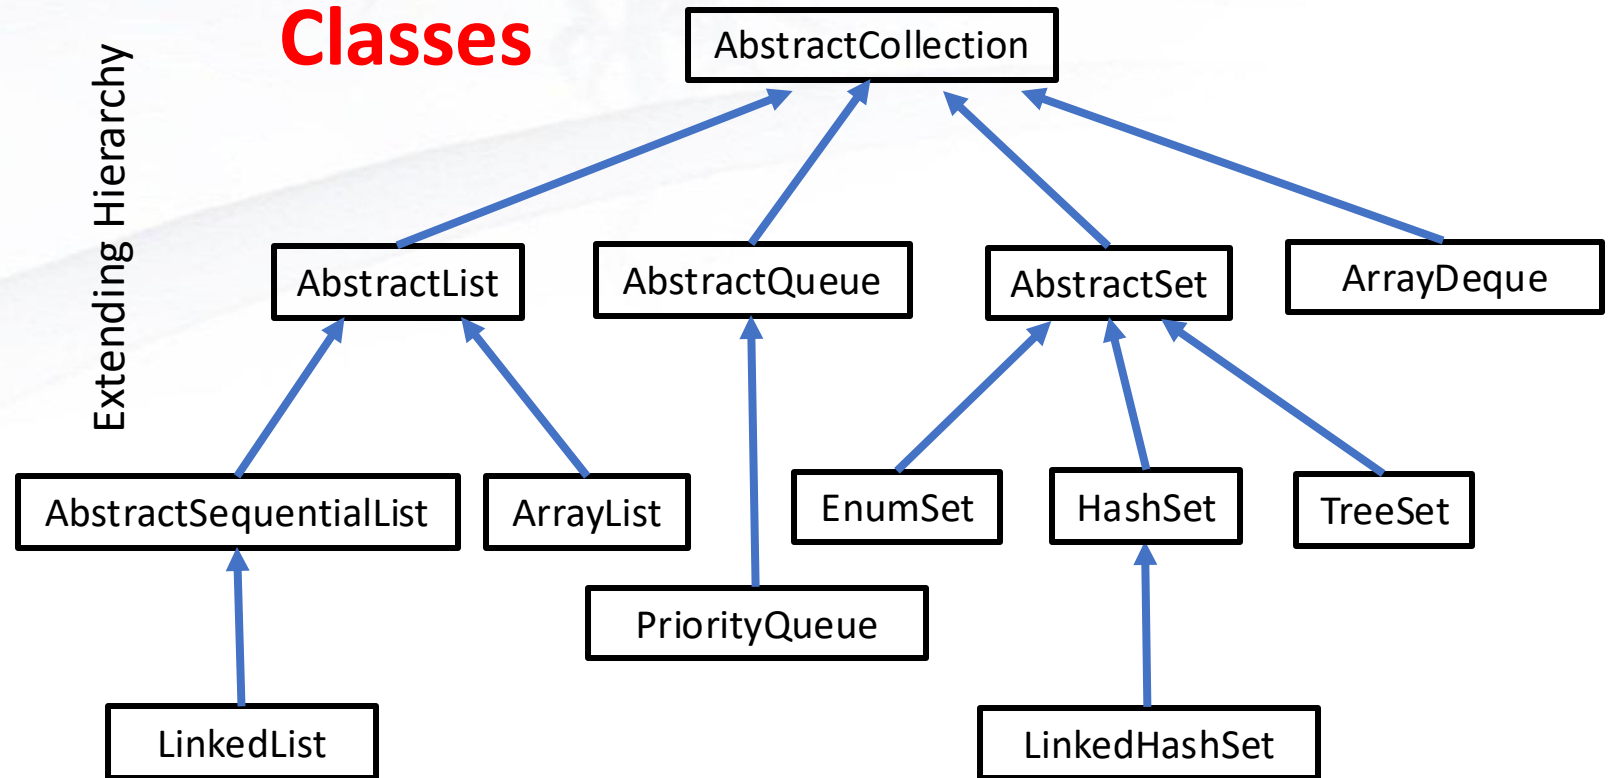 Classes
Extending Hierarchy
AbstractCollection
AbstractList
AbstractQueue
AbstractSet
ArrayDeque
AbstractSequentialList
ArrayList
EnumSet
HashSet
TreeSet
PriorityQueue
LinkedList
LinkedHashSet